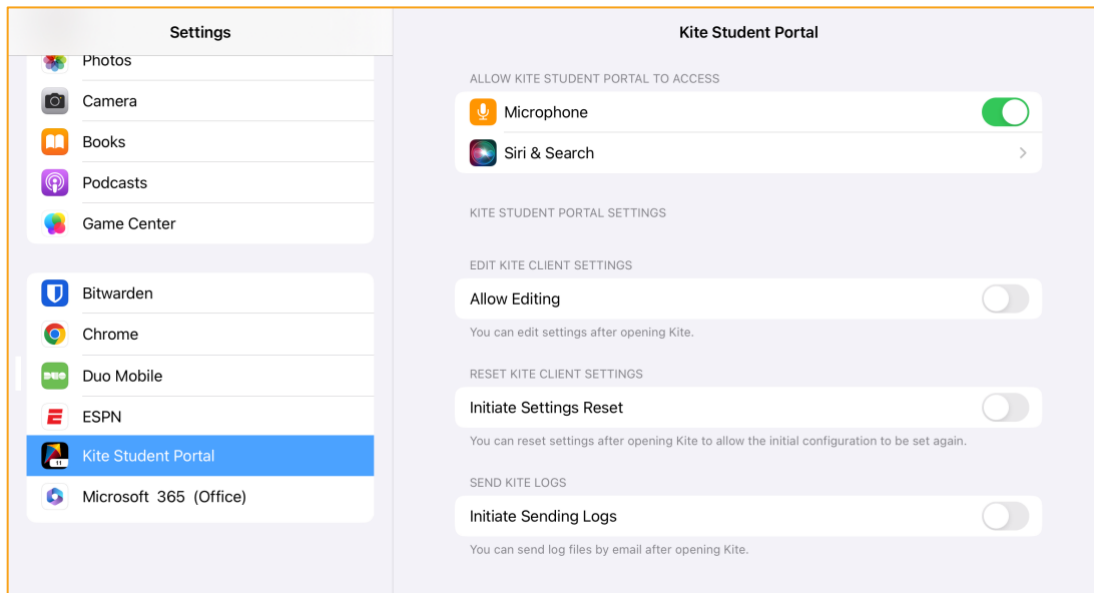 Settings
Photos
Camera
Books
Podcasts
Game Center
Bitwarden
Chrome
DUO
Duo Mobile
ESPN
11
Kite Student Portal
Microsoft 365 (Office)
Kite Student Portal
ALLOW KITE STUDENT PORTAL TO ACCESS
Microphone
Siri & Search
KITE STUDENT PORTAL SETTINGS
EDIT KITE CLIENT SETTINGS
Allow Editing
You can edit settings after opening Kite.
RESET KITE CLIENT SETTINGS
Initiate Settings Reset
You can reset settings after opening Kite to allow the initial configuration to be set again.
SEND KITE LOGS
Initiate Sending Logs
You can send log files by email after opening Kite.